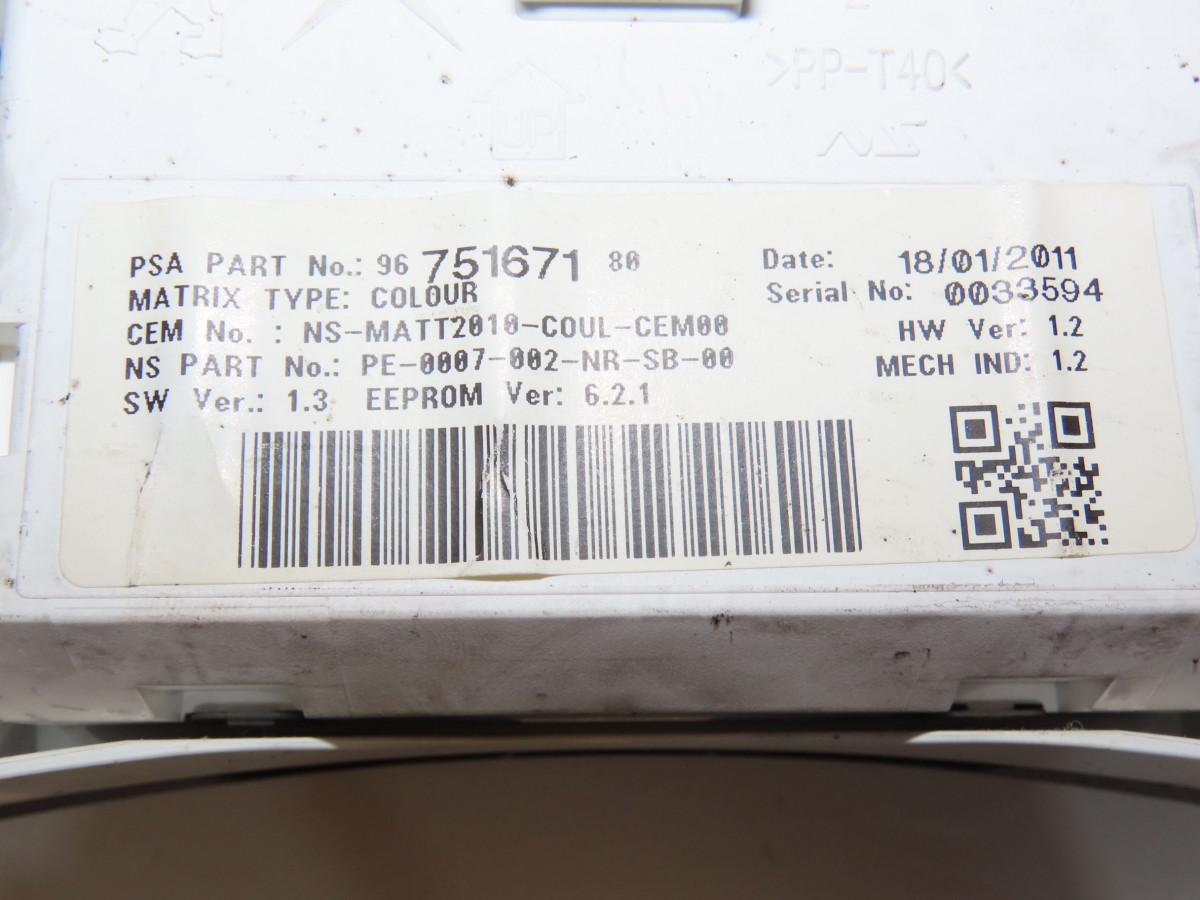 >PP-T40<
UP
PSA PART No.: 96 751671 80 Date: 18/01/2011
MATRIX TYPE: COLOUR Serial No: 0033594
CEM No. : NS-MATT2010-COUL-CEM00 HW Ver: 1.2
NS PART No.: PE-0007-002-NR-SB-00 MECH IND: 1.2
SW Ver.: 1.3 EEPROM Ver: 6.2.1